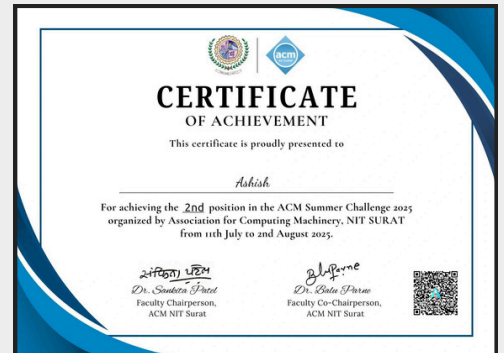 acm
CERTIFICATE
OF ACHIEVEMENT
This certificate is proudly presented to
Ashish
For achieving the 2nd position in the ACM Summer Challenge 2025
organized by Association for Computing Machinery, NIT SURAT
from 11th July to 2nd August 2025.
Dr. Sankita Patel
Dr. Balu Parne
Faculty Chairperson,
Faculty Co-Chairperson,
ACM NIT Surat
ACM NIT Surat